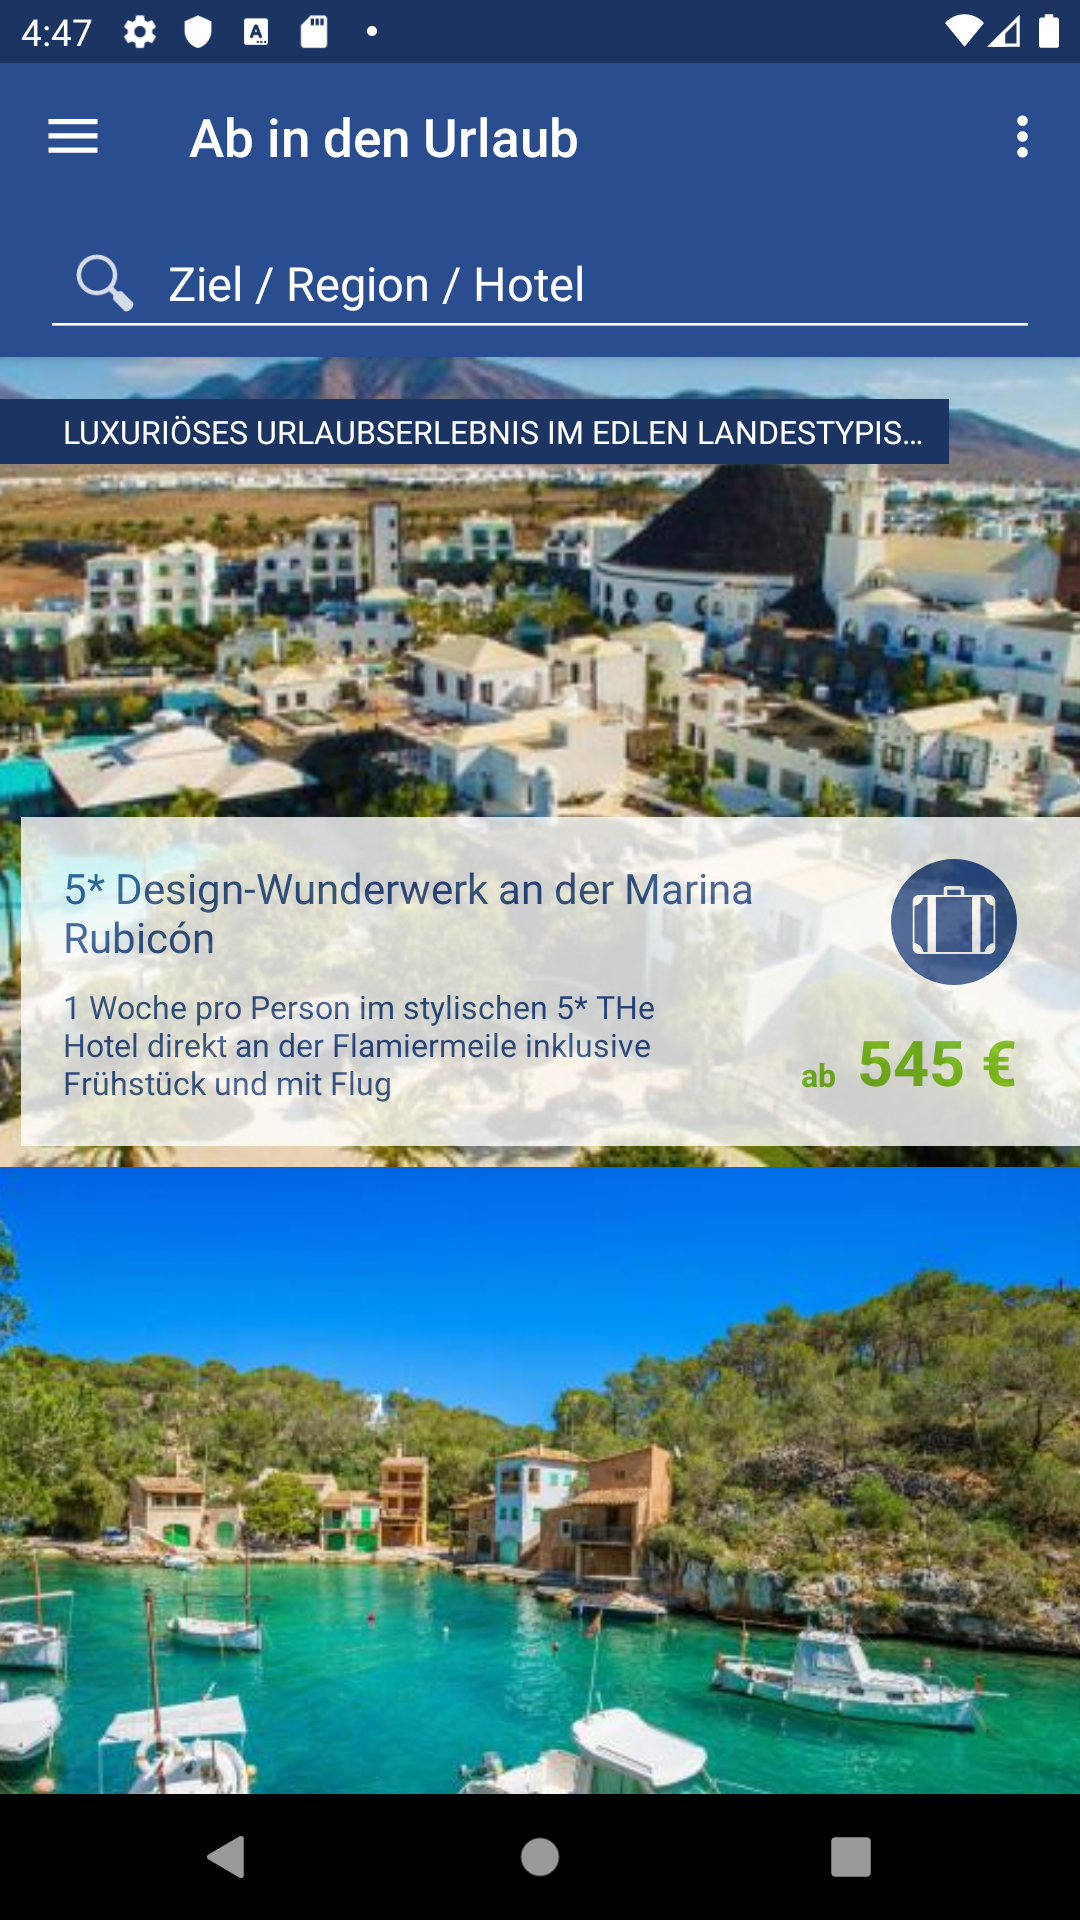 4:47
Ab in den Urlaub
Ziel / Region / Hotel
LUXURIÖSES URLAUBSERLEBNIS IM EDLEN LANDESTYPIS...
5* Design-Wunderwerk an der Marina
Rubicón
1 Woche pro Person im stylischen 5* THe
Hotel direkt an der Flamiermeile inklusive
Frühstück und mit Flug
ab 545 €